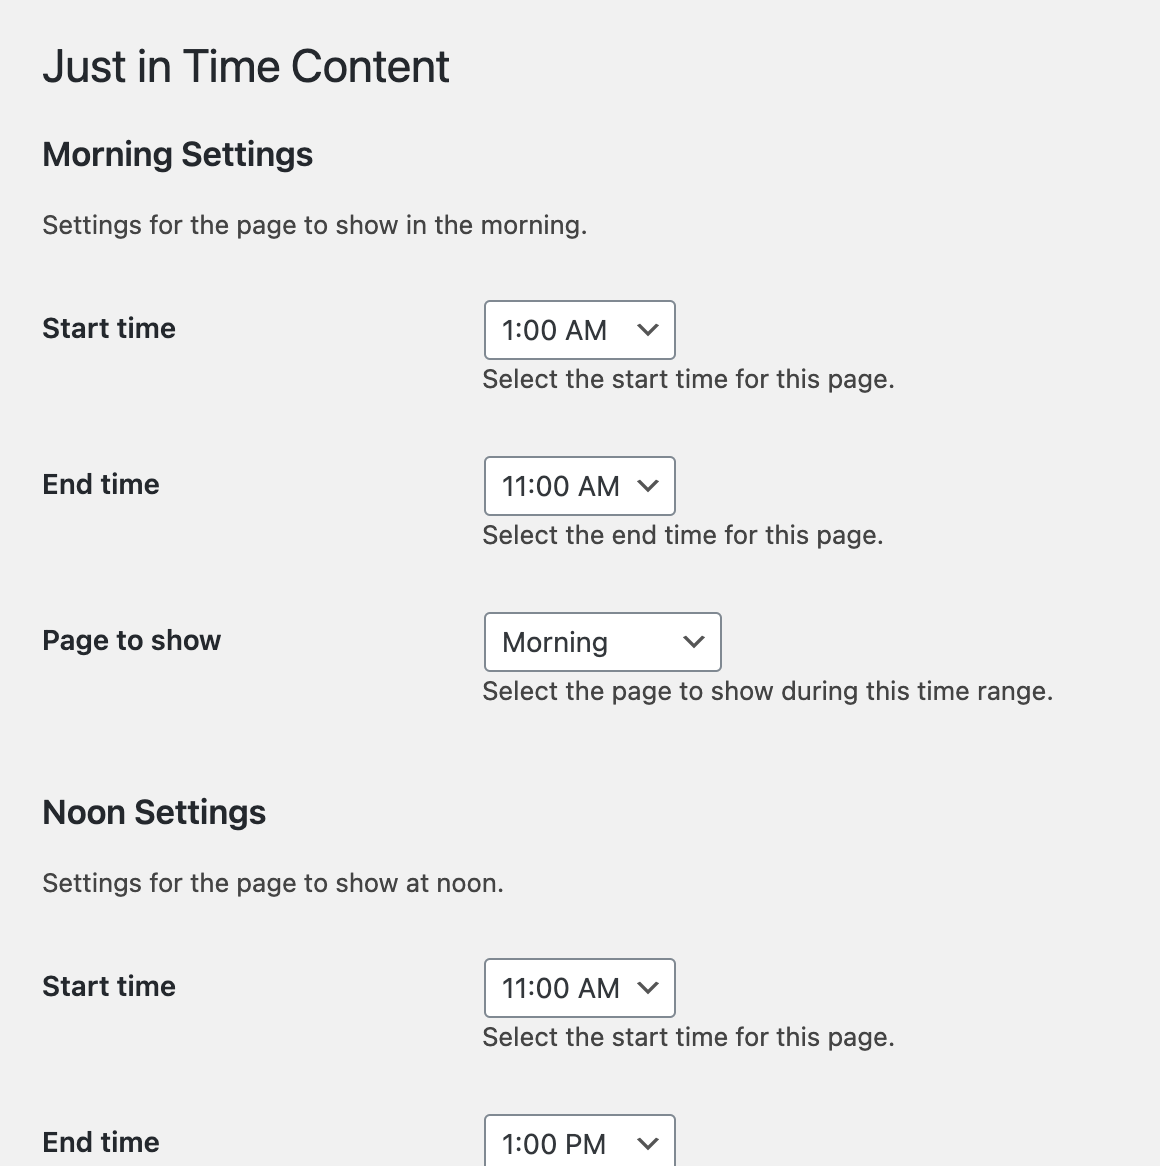 Just in Time Content
Morning Settings
Settings for the page to show in the morning.
Start time
1:00 AM
Select the start time for this page.
End time
11:00 AM
Select the end time for this page.
Page to show
Morning
Select the page to show during this time range.
Noon Settings
Settings for the page to show at noon.
Start time
11:00 AM
Select the start time for this page.
End time
1:00 PM